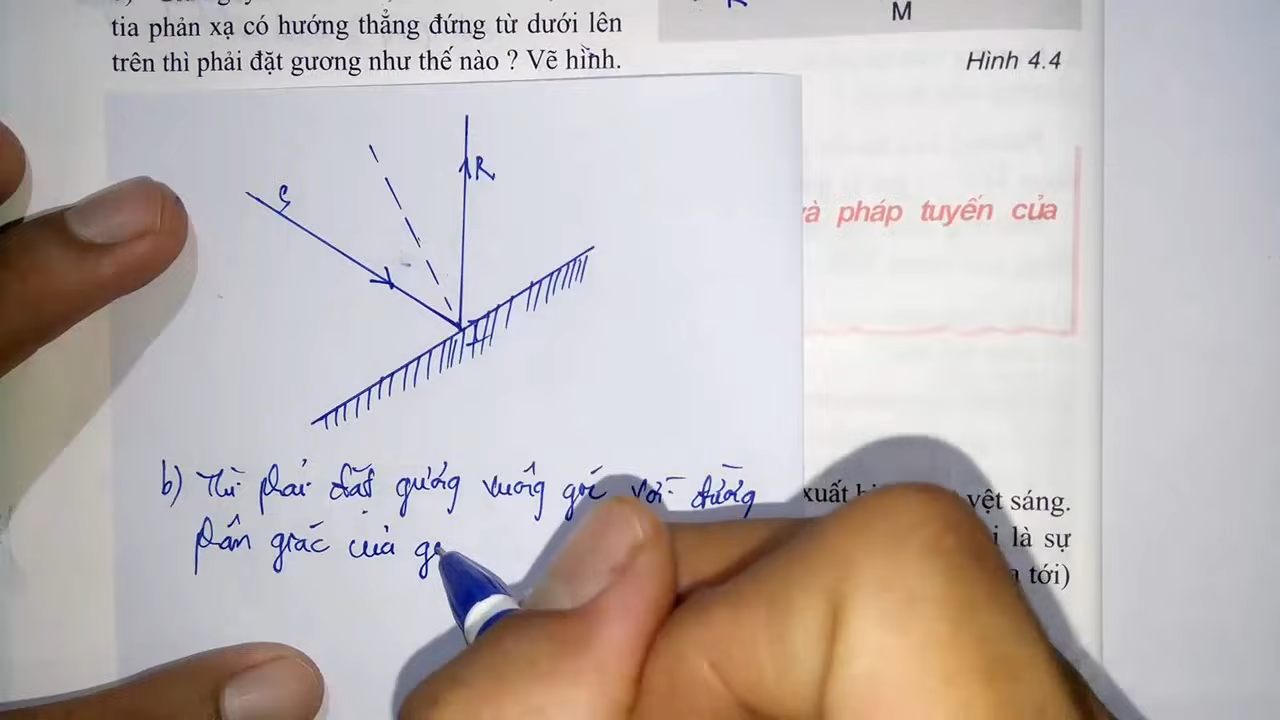 tia phản xạ có hướng thẳng đứng từ dưới lên
trên thì phải đặt gương như thế nào ? Vẽ hình.
M
Hình 4.4
S
R
I
à pháp tuyến của
b) Thì phải đặt gương vuông góc với đường
phân giác của
xuất vệt sáng.
là sự
tới)